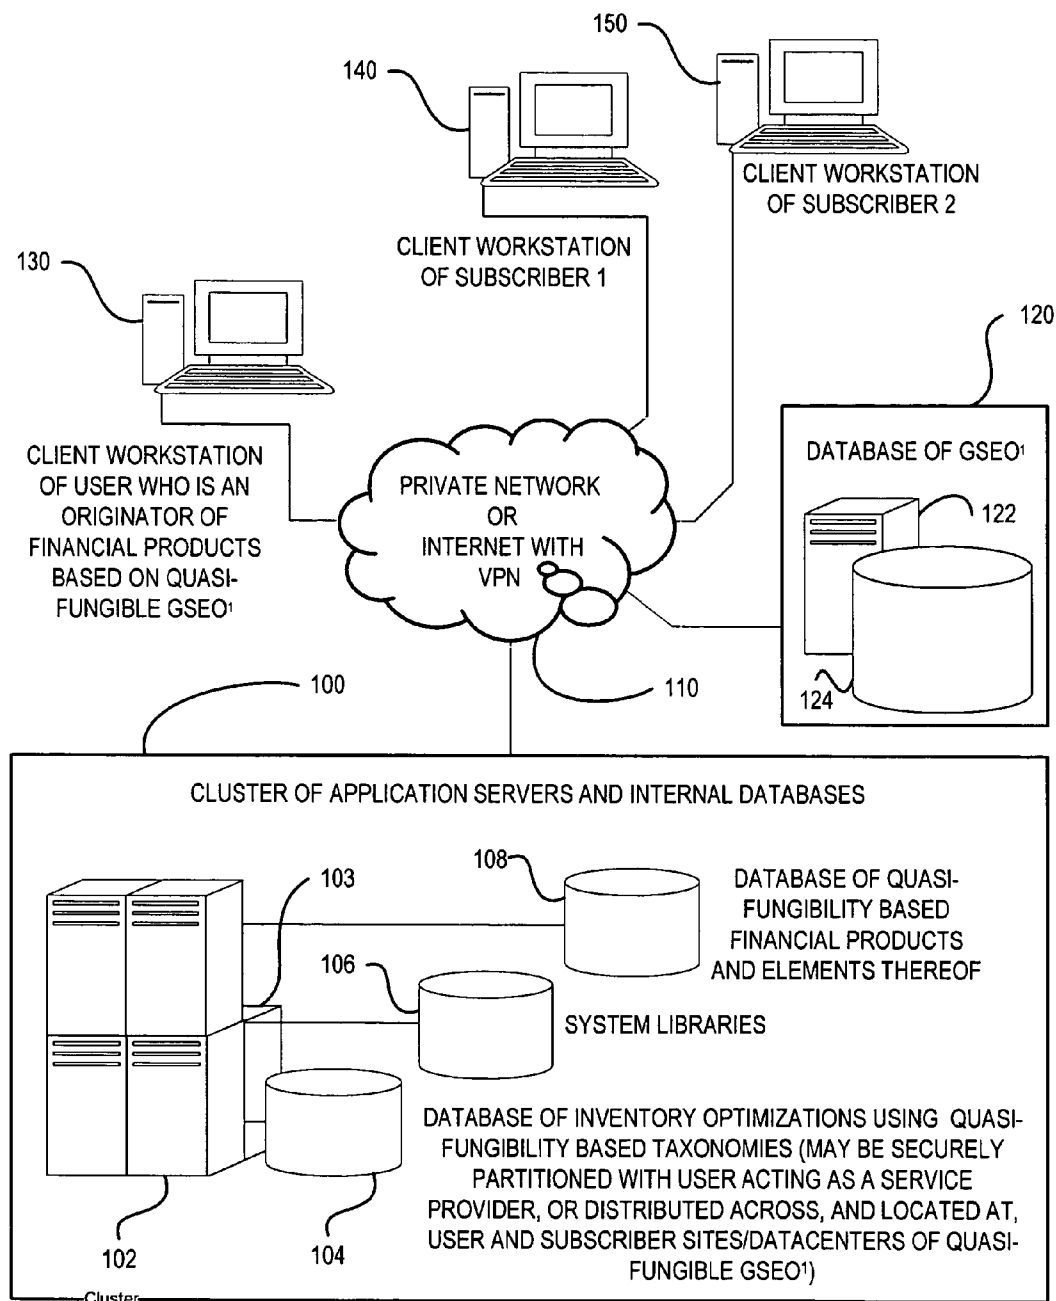 150
140
CLIENT WORKSTATION
OF SUBSCRIBER 2
CLIENT WORKSTATION
OF SUBSCRIBER 1
130
120
CLIENT WORKSTATION
OF USER WHO IS AN
ORIGINATOR OF
FINANCIAL PRODUCTS
BASED ON QUASI-
FUNGIBLE GSEO¹
PRIVATE NETWORK
OR
INTERNET WITH
VPN
DATABASE OF GSEO¹
122
124
100
110
CLUSTER OF APPLICATION SERVERS AND INTERNAL DATABASES
108
103
DATABASE OF QUASI-
FUNGIBILITY BASED
FINANCIAL PRODUCTS
AND ELEMENTS THEREOF
106
SYSTEM LIBRARIES
DATABASE OF INVENTORY OPTIMIZATIONS USING QUASI-
FUNGIBILITY BASED TAXONOMIES (MAY BE SECURELY
PARTITIONED WITH USER ACTING AS A SERVICE
PROVIDER, OR DISTRIBUTED ACROSS, AND LOCATED AT,
USER AND SUBSCRIBER SITES/DATACENTERS OF QUASI-
FUNGIBLE GSEO¹)
102
104
Cluster